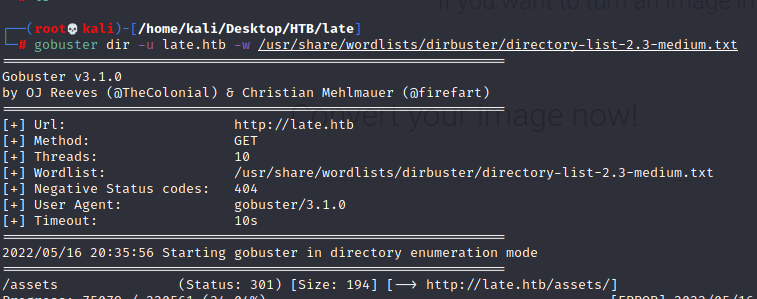 If you want to turn an image in
┌──(root💀kali)-[/home/kali/Desktop/HTB/late]
└─# gobuster dir -u late.htb -w /usr/share/wordlists/dirbuster/directory-list-2.3-medium.txt
===============================================================
Gobuster v3.1.0
by OJ Reeves (@TheColonial) & Christian Mehlmauer (@firefart)
===============================================================
Convert your image now!
[+] Url:                     http://late.htb
[+] Method:                  GET
[+] Threads:                 10
[+] Wordlist:                /usr/share/wordlists/dirbuster/directory-list-2.3-medium.txt
[+] Negative Status codes:   404
[+] User Agent:              gobuster/3.1.0
[+] Timeout:                 10s
===============================================================
2022/05/16 20:35:56 Starting gobuster in directory enumeration mode
===============================================================
/assets               (Status: 301) [Size: 194] [--> http://late.htb/assets/]
Progress: 75079 / 220561 (34.04%)                                           [ERROR] 2022/05/16